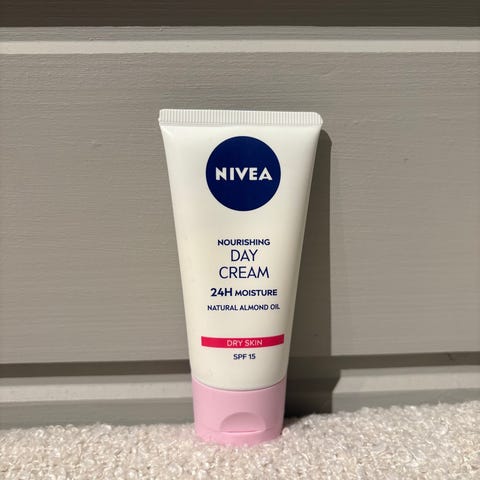 NIVEA
NOURISHING
DAY
CREAM
24H MOISTURE
NATURAL ALMOND OIL
DRY SKIN
SPF 15